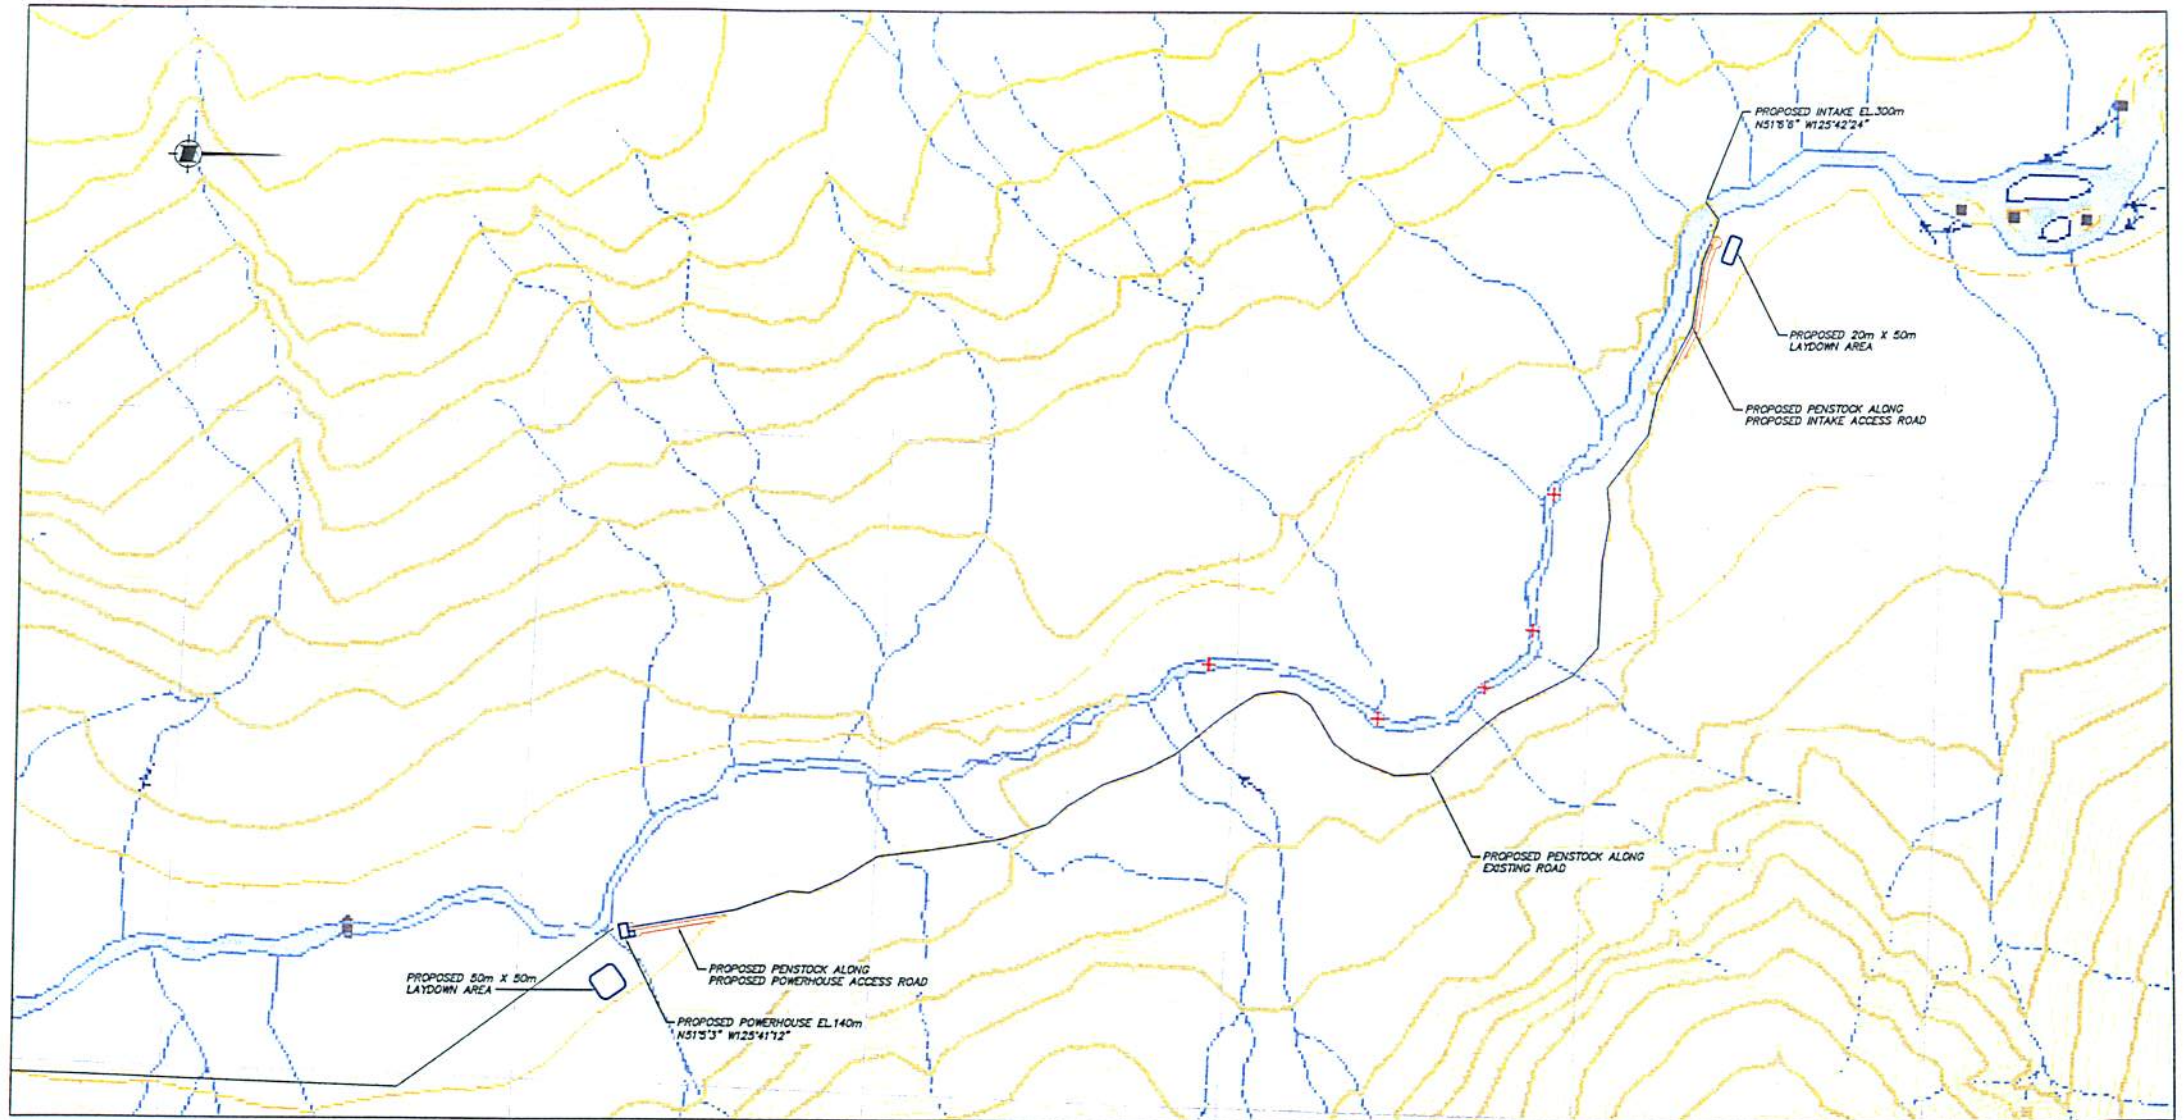 PROPOSED INTAKE EL.300m
N51°6'6" W125°42'24"
PROPOSED 20m X 50m
LAYDOWN AREA
PROPOSED PENSTOCK ALONG
PROPOSED INTAKE ACCESS ROAD
PROPOSED PENSTOCK ALONG
EXISTING ROAD
PROPOSED 50m X 50m
LAYDOWN AREA
PROPOSED PENSTOCK ALONG
PROPOSED POWERHOUSE ACCESS ROAD
PROPOSED POWERHOUSE EL.140m
N51°5'3" W125°41'12"